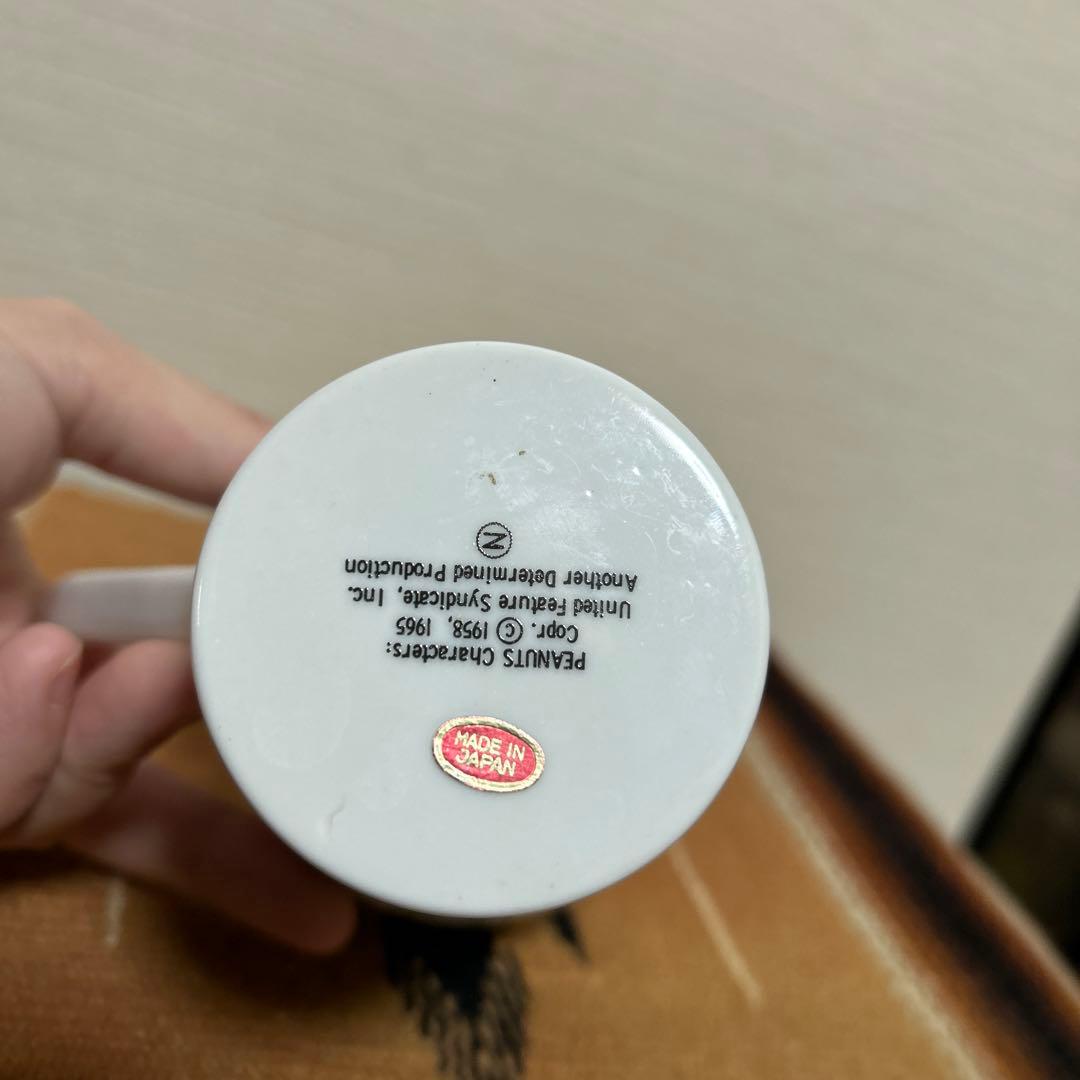 PEANUTS Characters:
Copr. © 1958, 1965
United Feature Syndicate, Inc.
Another Determined Production
N
MADE IN
JAPAN